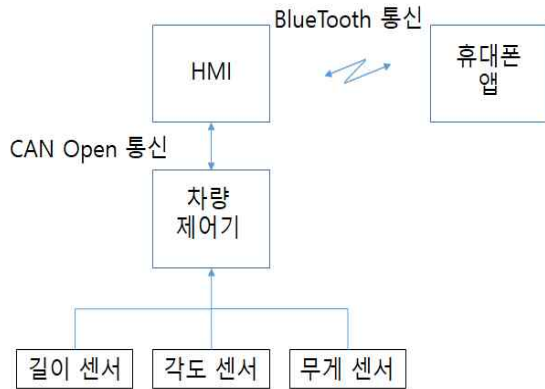 BlueTooth 통신
HMI
휴대폰
앱
CAN Open 통신
차량
제어기
길이 센서
각도 센서
무게 센서